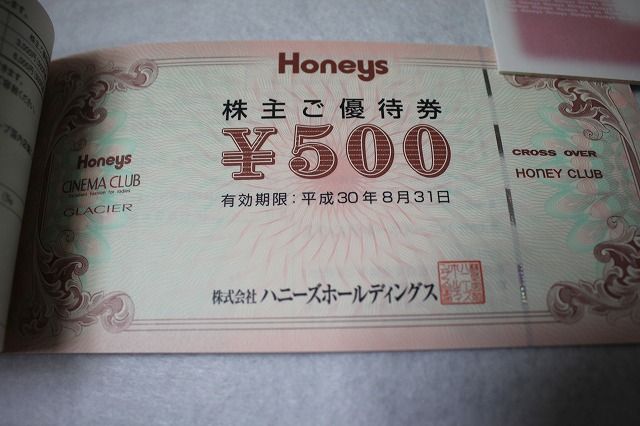 Honeys
株主ご優待券
¥500
有効期限:平成30年8月31日
Honeys
CINEMA CLUB
GLACIER
CROSS OVER
HONEY CLUB
株式会社ハニーズホールディングス